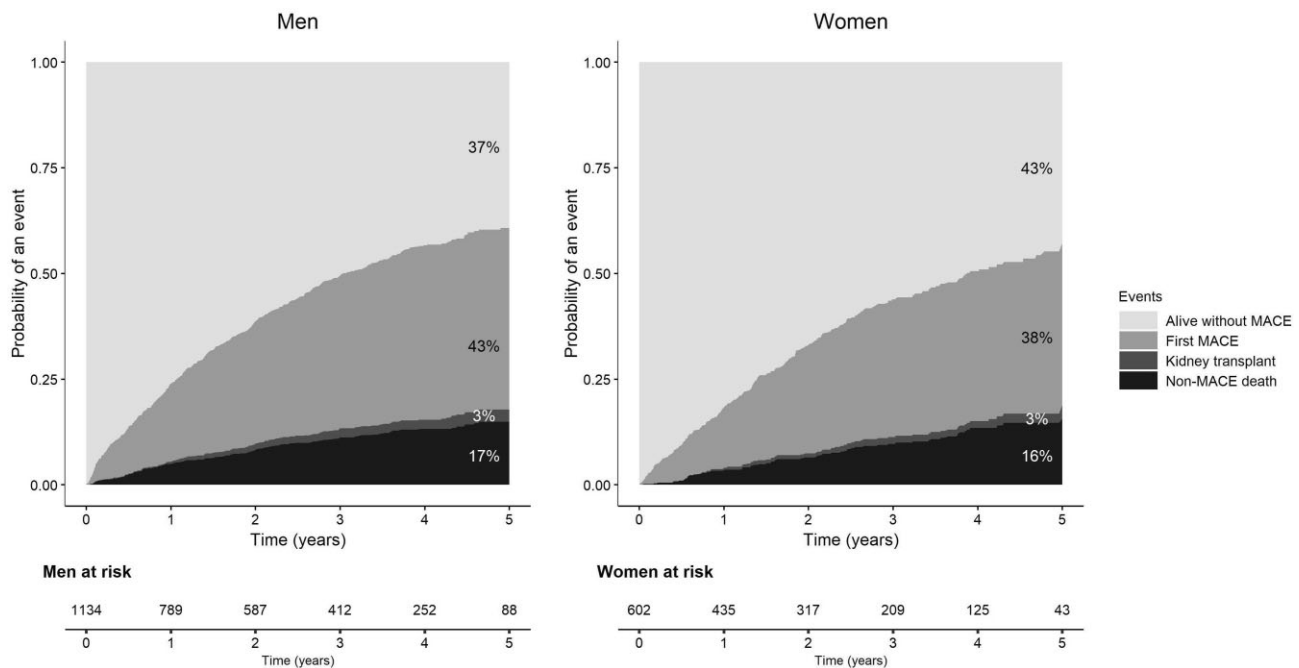 Men
Women
Probability of an event
1.00
0.75
0.50
0.25
0.00
37%
43%
3%
17%
0 1 2 3 4 5
Time (years)
Probability of an event
1.00
0.75
0.50
0.25
0.00
43%
38%
3%
16%
0 1 2 3 4 5
Time (years)
Events
Alive without MACE
First MACE
Kidney transplant
Non-MACE death
Men at risk
1134 789 587 412 252 88
0 1 2 3 4 5
Time (years)
Women at risk
602 435 317 209 125 43
0 1 2 3 4 5
Time (years)